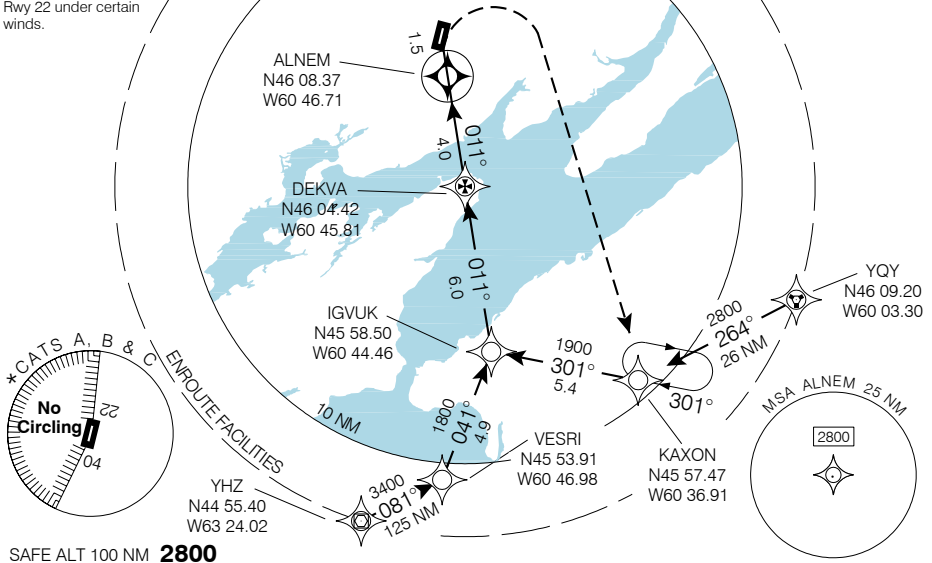 Rwy 22 under certain
winds.
1.5
ALNEM
N46 08.37
W60 46.71
4.0
011°
DEKVA
N46 04.42
W60 45.81
011°
6.0
IGVUK
N45 58.50
W60 44.46
YQY
N46 09.20
W60 03.30
2800
264°
26 NM
1900
301°
5.4
301°
KAXON
N45 57.47
W60 36.91
1800
041°
4.9
VESRI
N45 53.91
W60 46.98
10 NM
ENROUTE FACILITIES
3400
081°
125 NM
YHZ
N44 55.40
W63 24.02
*CATS A, B & C
No
Circling
22
04
MSA ALNEM 25 NM
2800
SAFE ALT 100 NM 2800